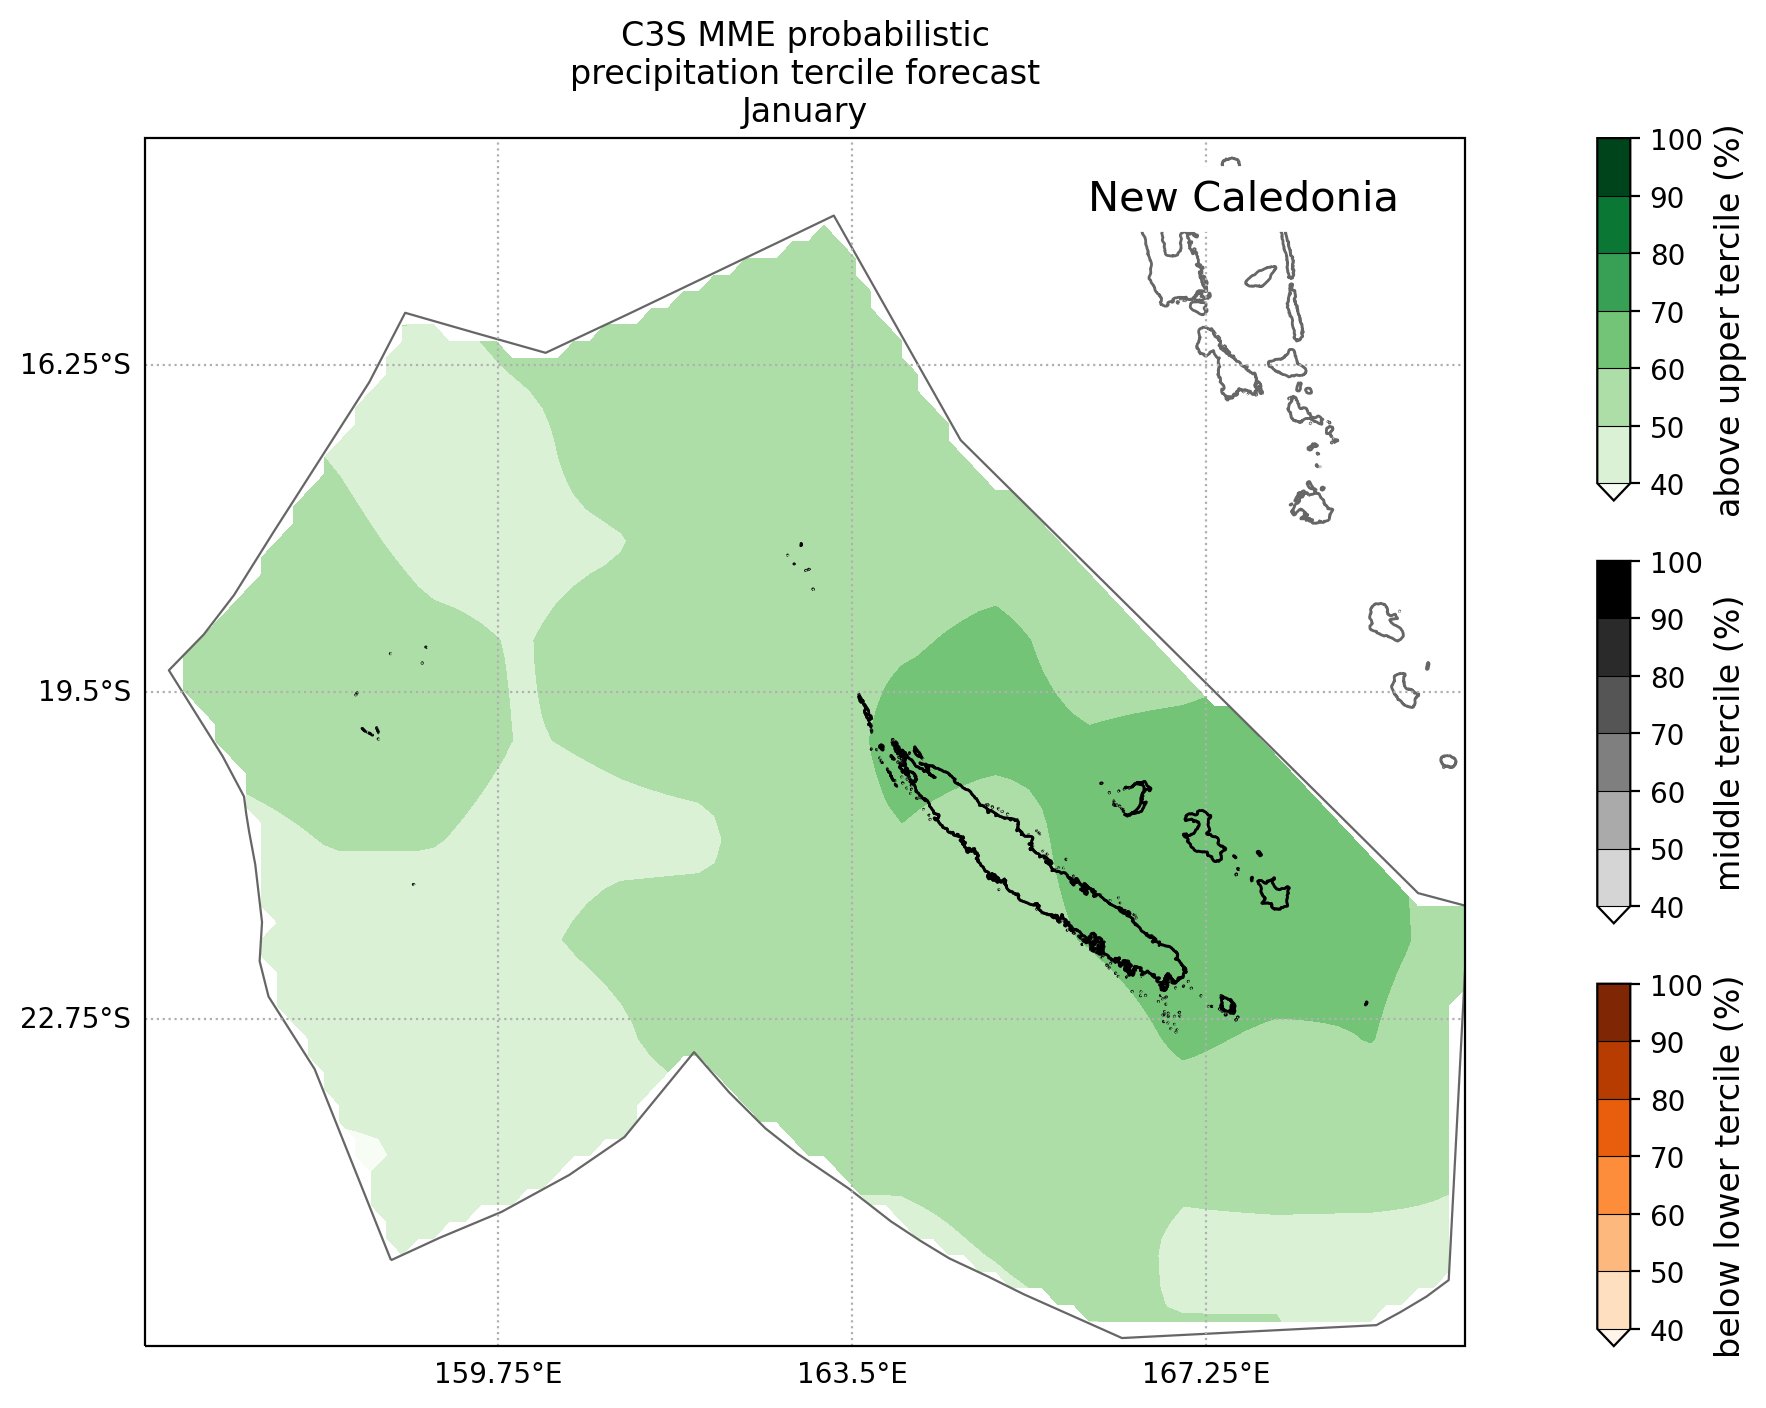 C3S MME probabilistic
precipitation tercile forecast
January
New Caledonia
16.25°S
19.5°S
22.75°S
159.75°E
163.5°E
167.25°E
100
90
80
70
60
50
40
above upper tercile (%)
100
90
80
70
60
50
40
middle tercile (%)
100
90
80
70
60
50
40
below lower tercile (%)